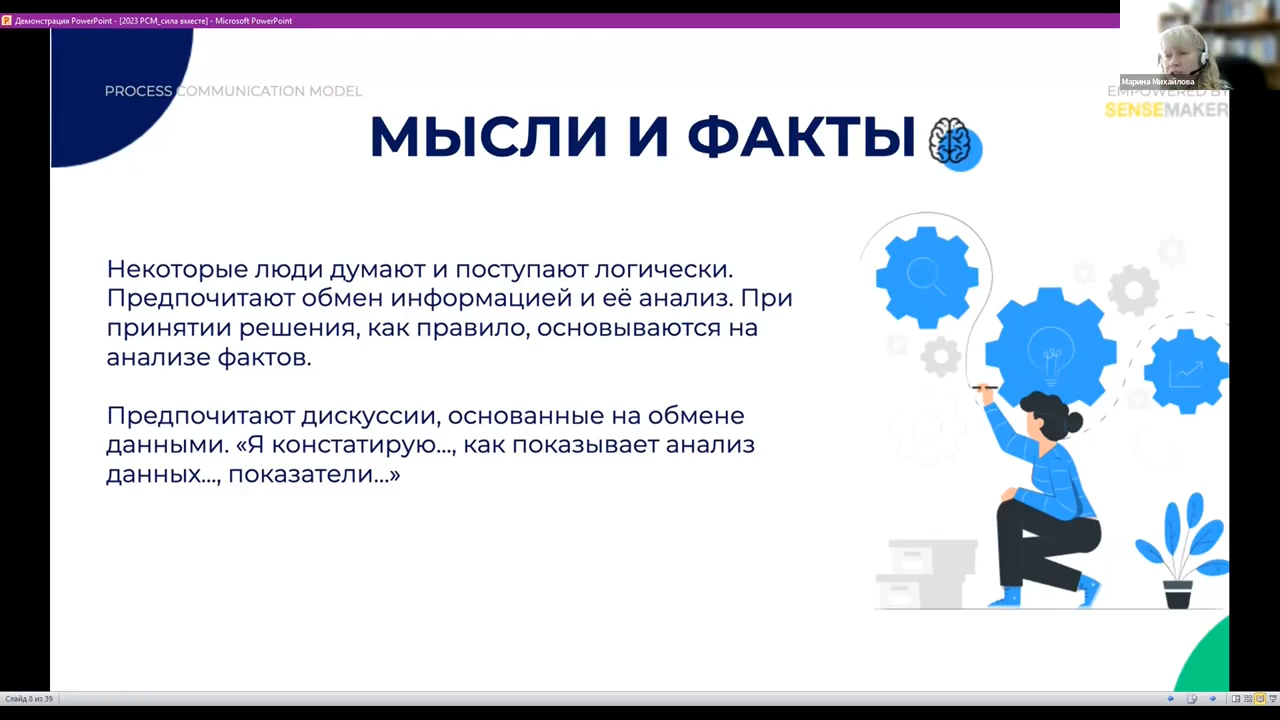 Демонстрация PowerPoint - [2023 PCM_сила вместе] - Microsoft PowerPoint
Марина Михайлова
PROCESS COMMUNICATION MODEL
EMPOWERED BY
SENSEMAKER
МЫСЛИ И ФАКТЫ
Некоторые люди думают и поступают логически.
Предпочитают обмен информацией и её анализ. При
принятии решения, как правило, основываются на
анализе фактов.
Предпочитают дискуссии, основанные на обмене
данными. «Я констатирую..., как показывает анализ
данных..., показатели...»
Слайд 8 из 39